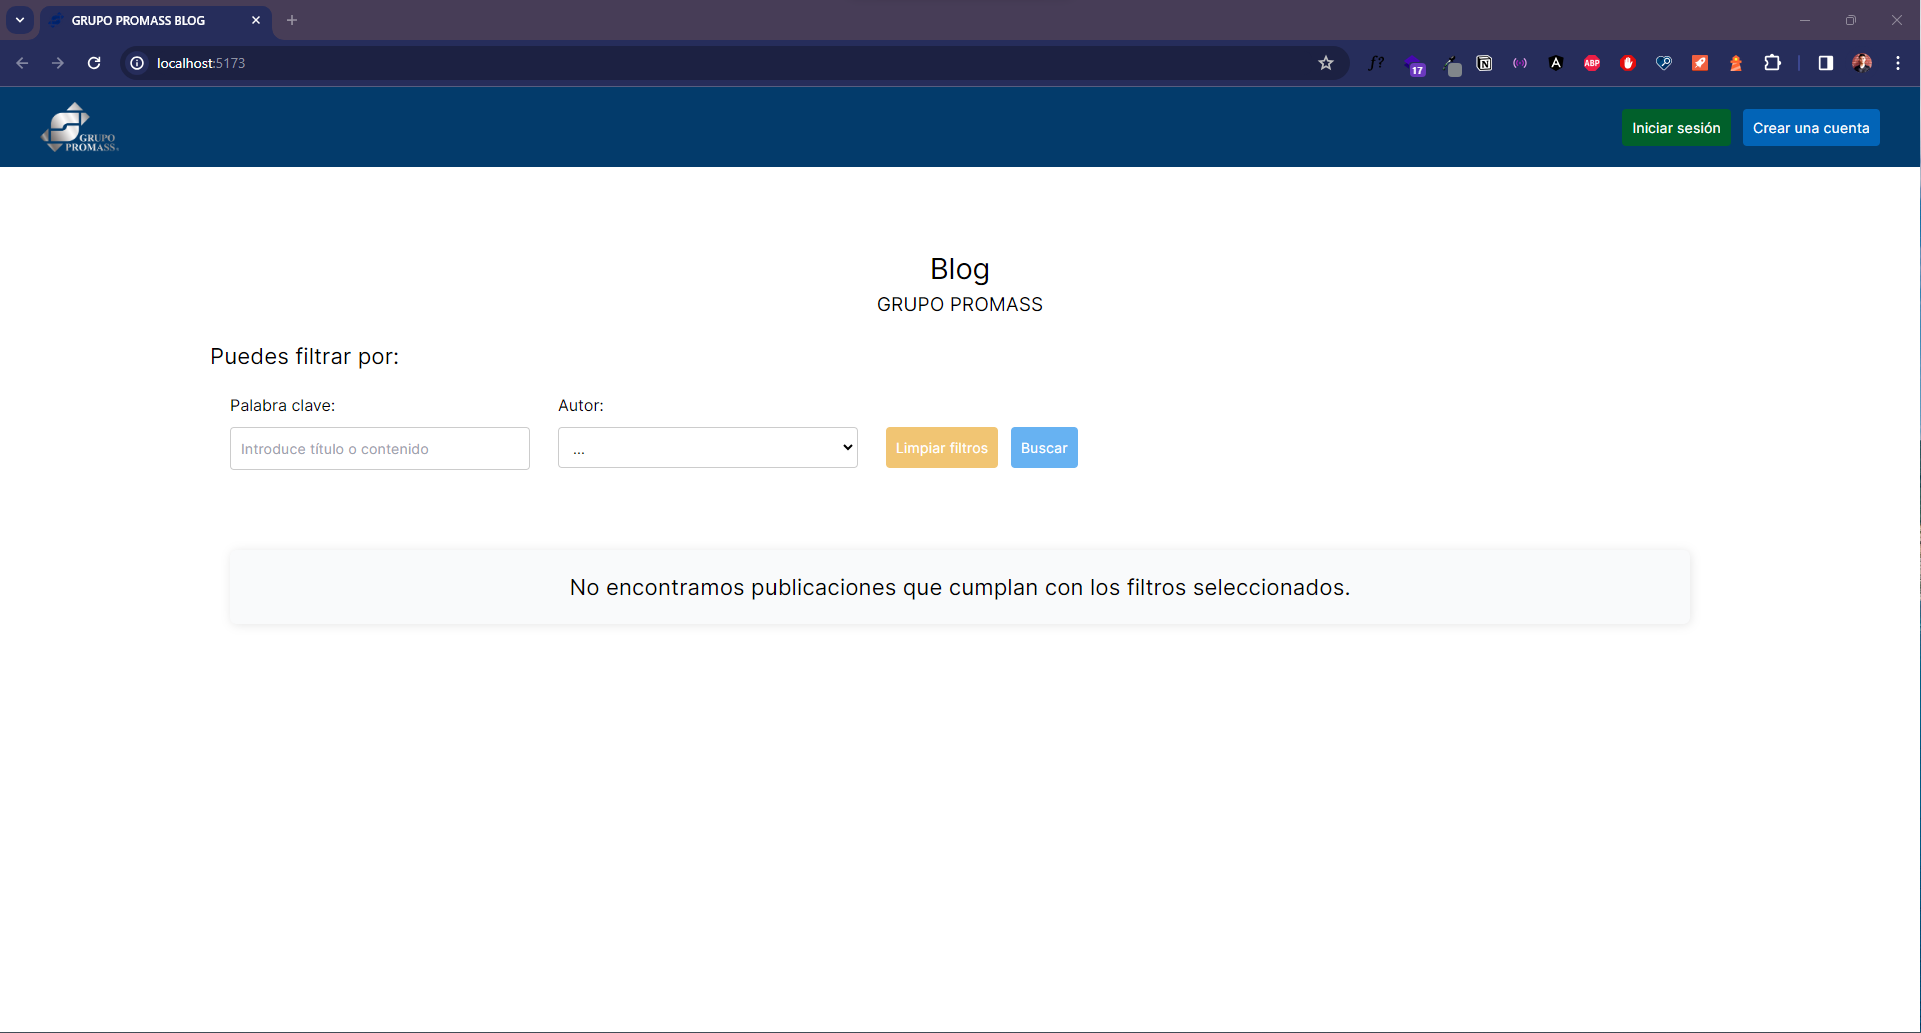 GRUPO PROMASS BLOG
localhost:5173
f?
17
N
A
ABP
GRUPO
PROMASS
Iniciar sesión
Crear una cuenta
Blog
GRUPO PROMASS
Puedes filtrar por:
Palabra clave:
Autor:
Introduce título o contenido
...
Limpiar filtros
Buscar
No encontramos publicaciones que cumplan con los filtros seleccionados.